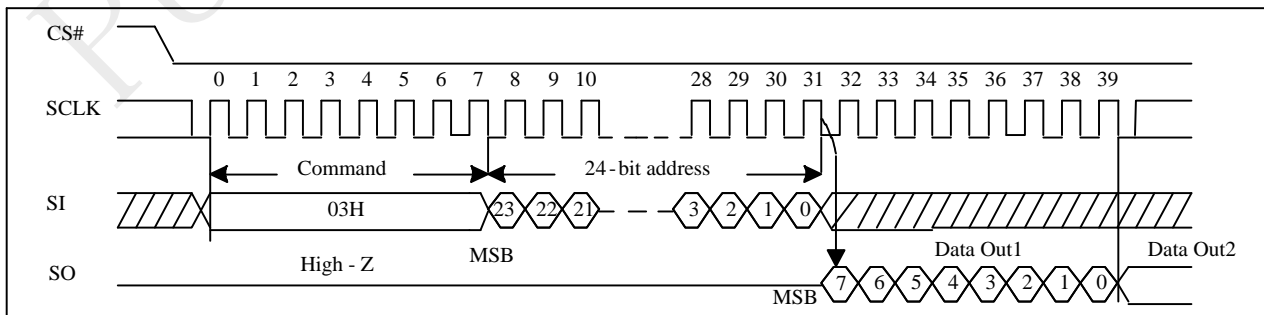 CS#
0 1 2 3 4 5 6 7 8 9 10 28 29 30 31 32 33 34 35 36 37 38 39
SCLK
Command 24-bit address
SI 03H 23 22 21 3 2 1 0
MSB Data Out1 Data Out2
High - Z
SO
MSB 7 6 5 4 3 2 1 0